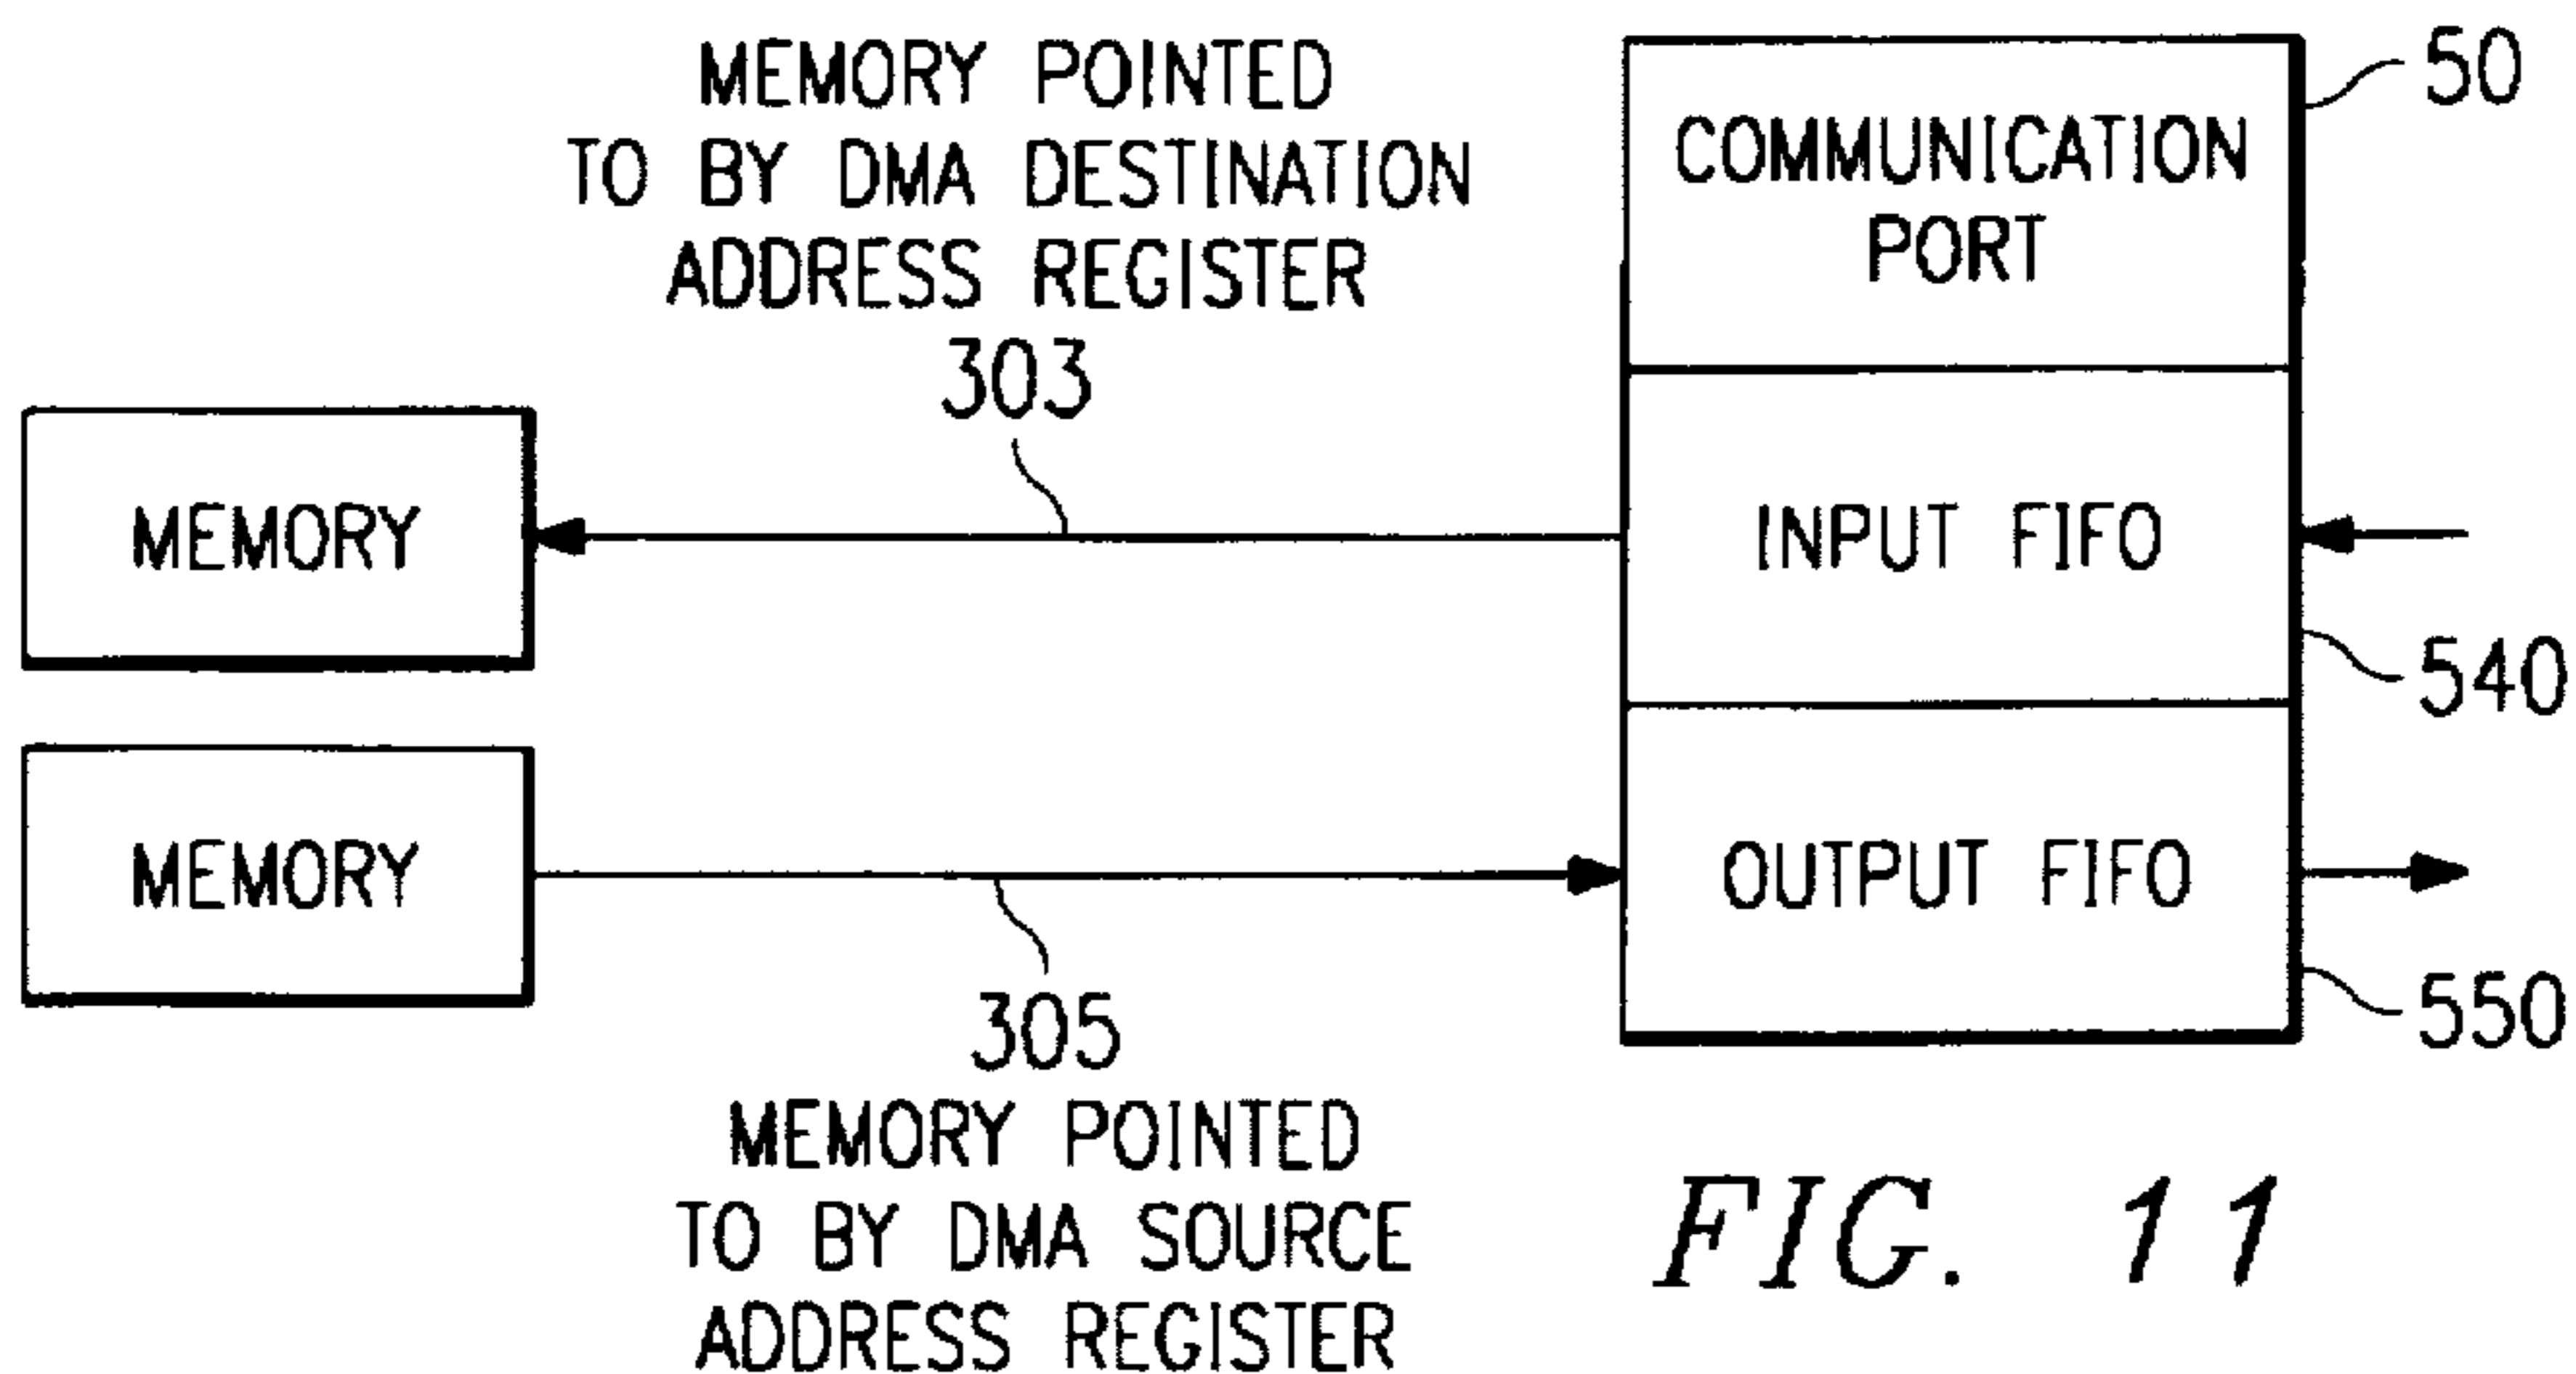 MEMORY POINTED
TO BY DMA DESTINATION
ADDRESS REGISTER
303
50
COMMUNICATION
PORT
MEMORY
INPUT FIFO
540
MEMORY
OUTPUT FIFO
550
305
MEMORY POINTED
TO BY DMA SOURCE
ADDRESS REGISTER
FIG. 11